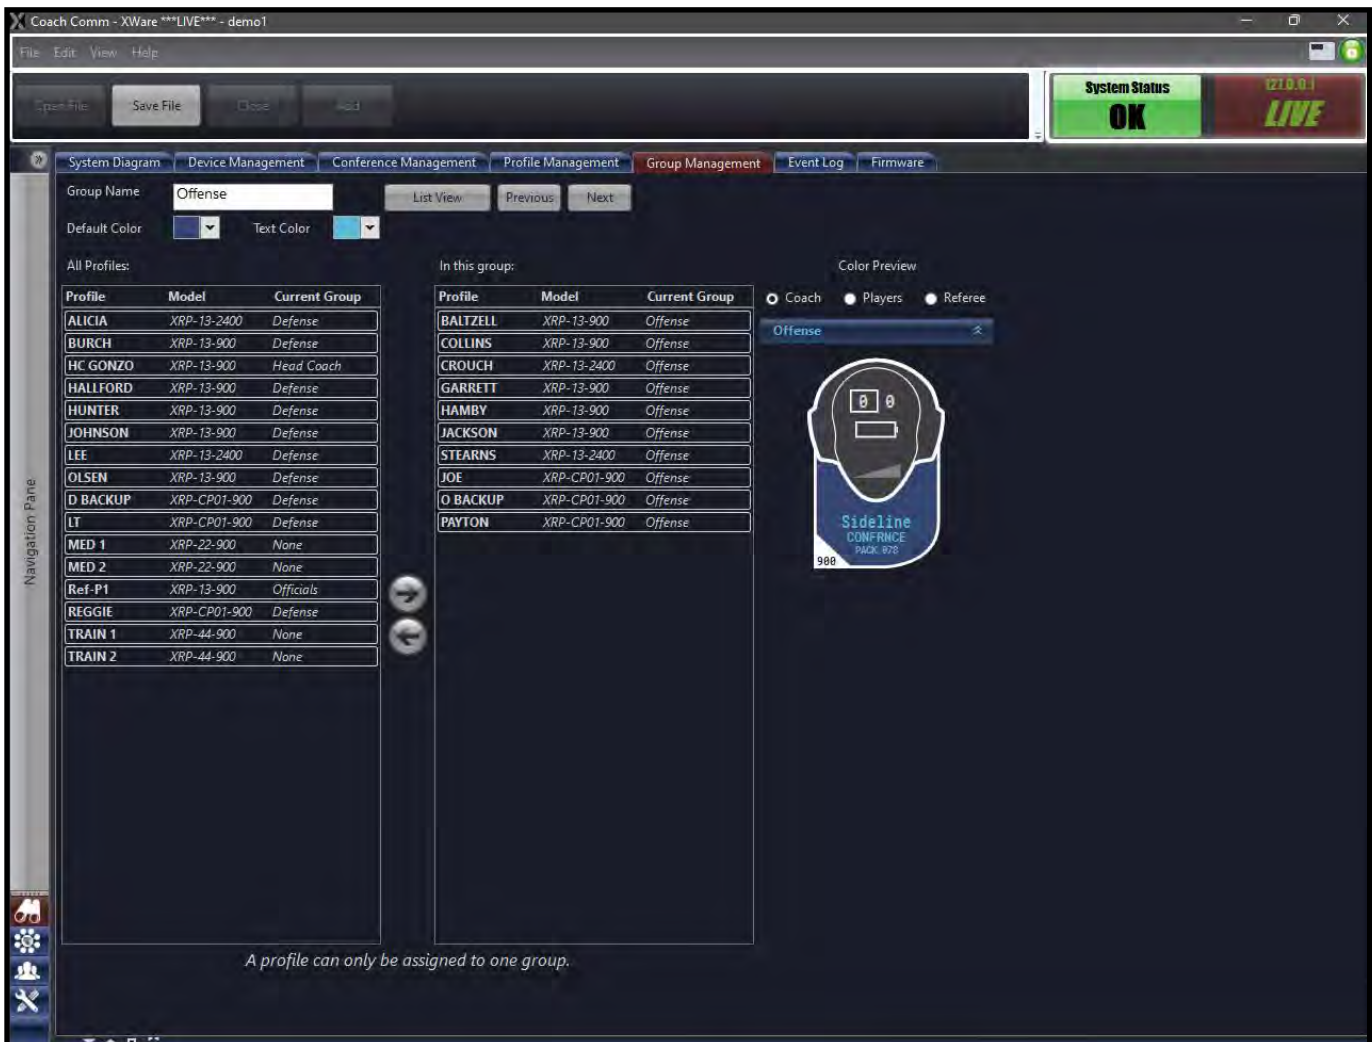 Coach Comm - XWare ***LIVE*** - demo1
File Edit View Help
Open File Save File Close Add
System Status
OK
127.0.0.1
LIVE
System Diagram Device Management Conference Management Profile Management Group Management Event Log Firmware
Group Name Offense List View Previous Next
Default Color Text Color
All Profiles: In this group: Color Preview
Profile Model Current Group Profile Model Current Group Coach Players Referee
ALICIA XRP-13-2400 Defense BALTZELL XRP-13-900 Offense Offense
BURCH XRP-13-900 Defense COLLINS XRP-13-900 Offense
HC GONZO XRP-13-900 Head Coach CROUCH XRP-13-2400 Offense
HALLFORD XRP-13-900 Defense GARRETT XRP-13-900 Offense
HUNTER XRP-13-900 Defense HAMBY XRP-13-900 Offense 0 0
JOHNSON XRP-13-900 Defense JACKSON XRP-13-900 Offense
LEE XRP-13-2400 Defense STEARNS XRP-13-2400 Offense
OLSEN XRP-13-900 Defense JOE XRP-CP01-900 Offense
D BACKUP XRP-CP01-900 Defense O BACKUP XRP-CP01-900 Offense
LT XRP-CP01-900 Defense PAYTON XRP-CP01-900 Offense Sideline
MED 1 XRP-22-900 None CONFRNCE
PACK 078
MED 2 XRP-22-900 None 900
Ref-P1 XRP-13-900 Officials
REGGIE XRP-CP01-900 Defense
TRAIN 1 XRP-44-900 None
TRAIN 2 XRP-44-900 None
Navigation Pane
A profile can only be assigned to one group.